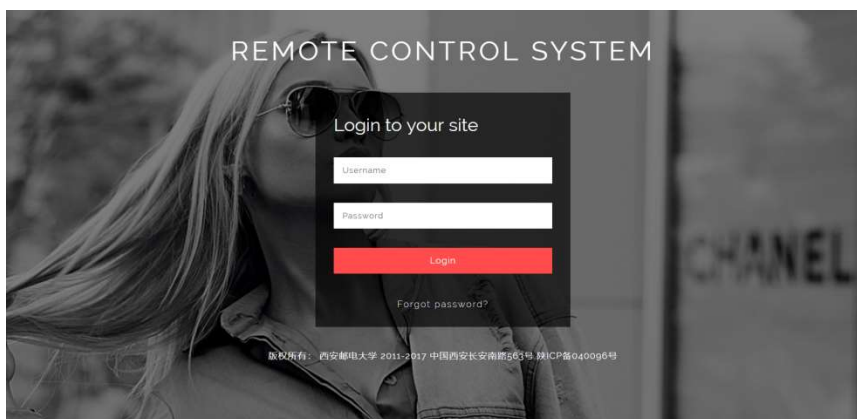 REMOTE CONTROL SYSTEM
Login to your site
Username
Password
Login
Forgot password?
CHANEL
版权所有: 西安邮电大学 2011-2017 中国西安长安南路563号 陕ICP备040096号